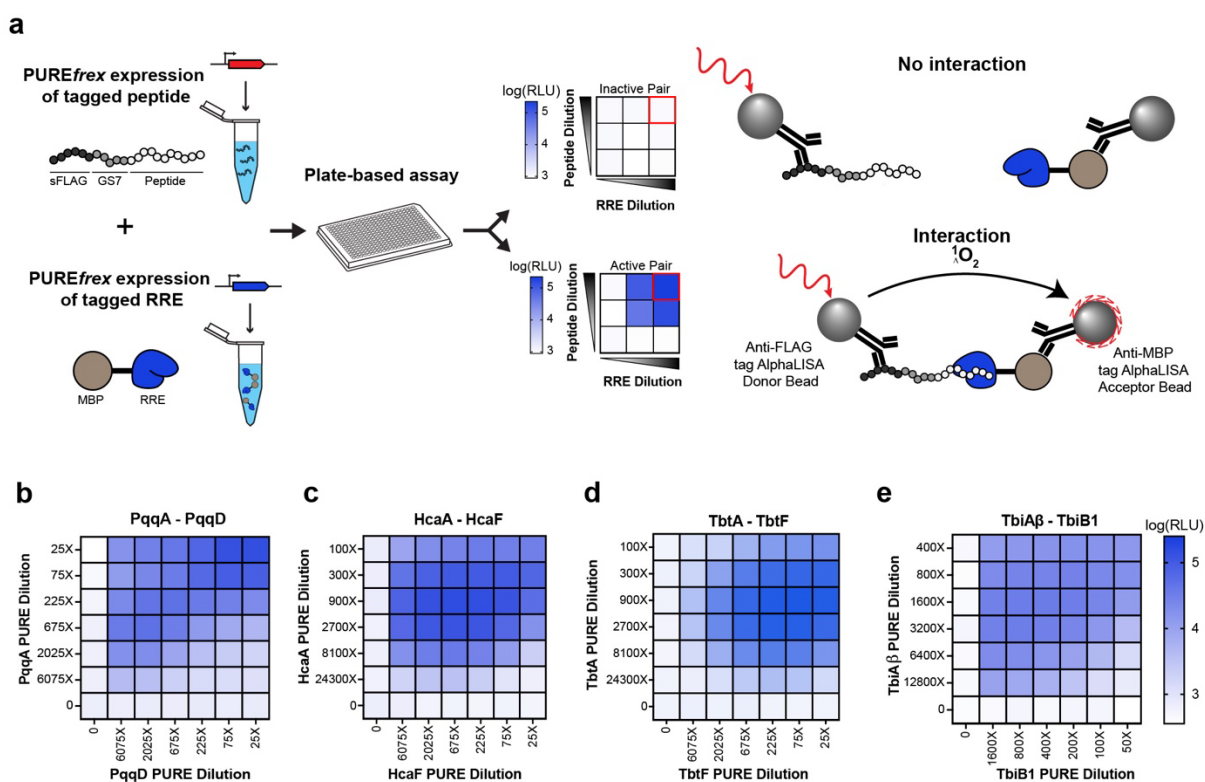 a
PUREfrex expression
of tagged peptide
sFLAG
GS7
Peptide
+
PUREfrex expression
of tagged RRE
MBP
RRE
Plate-based assay
log(RLU)
5
4
3
Inactive Pair
Peptide Dilution
RRE Dilution
log(RLU)
5
4
3
Active Pair
Peptide Dilution
RRE Dilution
No interaction
Interaction
¹O₂
Anti-FLAG
tag AlphaLISA
Donor Bead
Anti-MBP
tag AlphaLISA
Acceptor Bead
b
PqqA - PqqD
PqqA PURE Dilution
25X
75X
225X
675X
2025X
6075X
0
0
6075X
2025X
675X
225X
75X
25X
PqqD PURE Dilution
c
HcaA - HcaF
HcaA PURE Dilution
100X
300X
900X
2700X
8100X
24300X
0
0
6075X
2025X
675X
225X
75X
25X
HcaF PURE Dilution
d
TbtA - TbtF
TbtA PURE Dilution
100X
300X
900X
2700X
8100X
24300X
0
0
6075X
2025X
675X
225X
75X
25X
TbtF PURE Dilution
e
TbiAβ - TbiB1
TbiAβ PURE Dilution
400X
800X
1600X
3200X
6400X
12800X
0
0
1600X
800X
400X
200X
100X
50X
TbiB1 PURE Dilution
log(RLU)
5
4
3